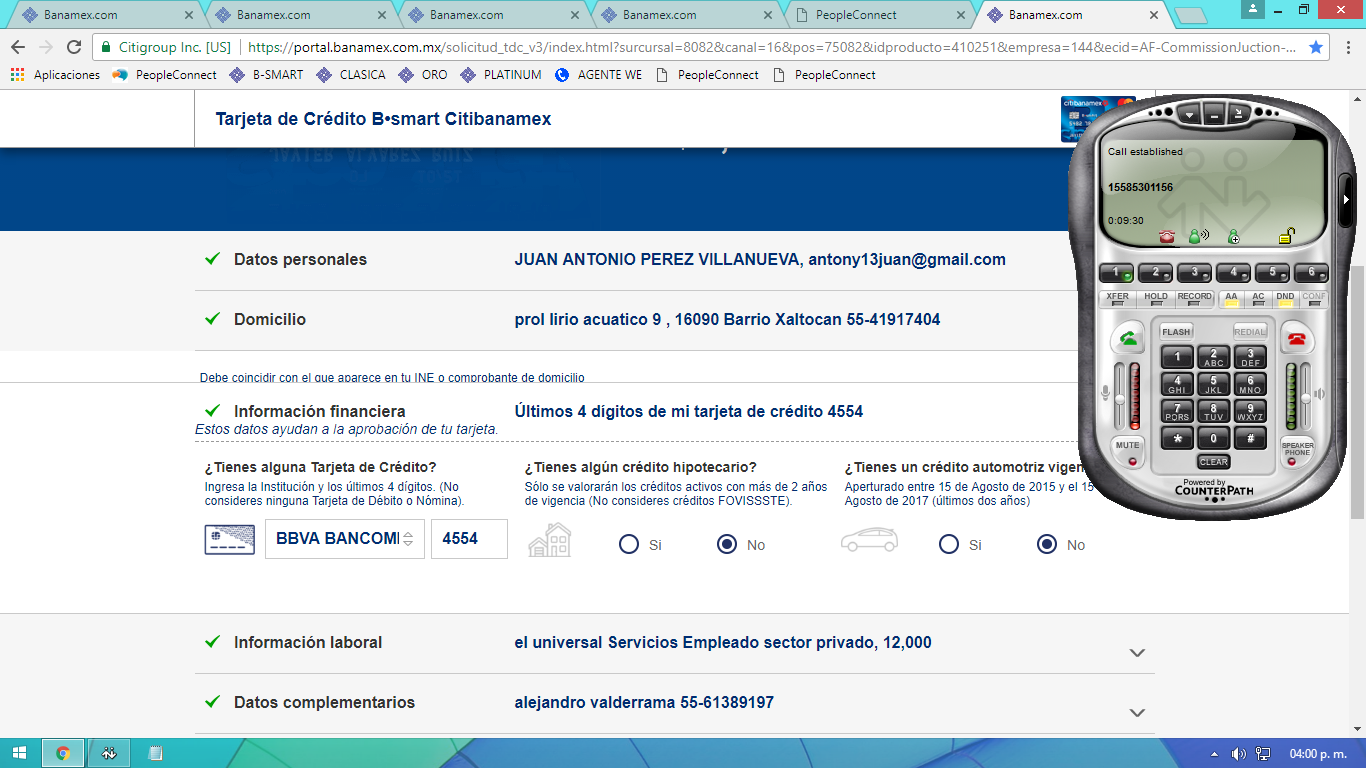 Banamex.com
Banamex.com
Banamex.com
Banamex.com
PeopleConnect
Banamex.com
Citigroup Inc. [US]
https://portal.banamex.com.mx/solicitud_tdc_v3/index.html?surcursal=8082&canal=16&pos=75082&idproducto=410251&empresa=144&ecid=AF-CommissionJuction-...
Aplicaciones
PeopleConnect
B-SMART
CLASICA
ORO
PLATINUM
AGENTE WE
PeopleConnect
PeopleConnect
Tarjeta de Crédito B•smart Citibanamex
citibanamex
Datos personales
JUAN ANTONIO PEREZ VILLANUEVA, antony13juan@gmail.com
Domicilio
prol lirio acuatico 9 , 16090 Barrio Xaltocan 55-41917404
Debe coincidir con el que aparece en tu INE o comprobante de domicilio
Información financiera
Últimos 4 dígitos de mi tarjeta de crédito 4554
Estos datos ayudan a la aprobación de tu tarjeta.
¿Tienes alguna Tarjeta de Crédito?
Ingresa la Institución y los últimos 4 dígitos. (No
consideres ninguna Tarjeta de Débito o Nómina).
BBVA BANCOM
4554
¿Tienes algún crédito hipotecario?
Sólo se valorarán los créditos activos con más de 2 años
de vigencia (No consideres créditos FOVISSSTE).
Si
No
¿Tienes un crédito automotriz vigen
Aperturado entre 15 de Agosto de 2015 y el 15
Agosto de 2017 (últimos dos años)
Si
No
Información laboral
el universal Servicios Empleado sector privado, 12,000
Datos complementarios
alejandro valderrama 55-61389197
Call established
15585301156
0:09:30
1 2 3 4 5 6
XFER HOLD RECORD AA AC DND CONF
FLASH
REDIAL
1
2 ABC
3 DEF
4 GHI
5 JKL
6 MNO
7 PQRS
8 TUV
9 WXYZ
* 0 #
MUTE
CLEAR
SPEAKER
PHONE
Powered by
COUNTERPATH
04:00 p. m.